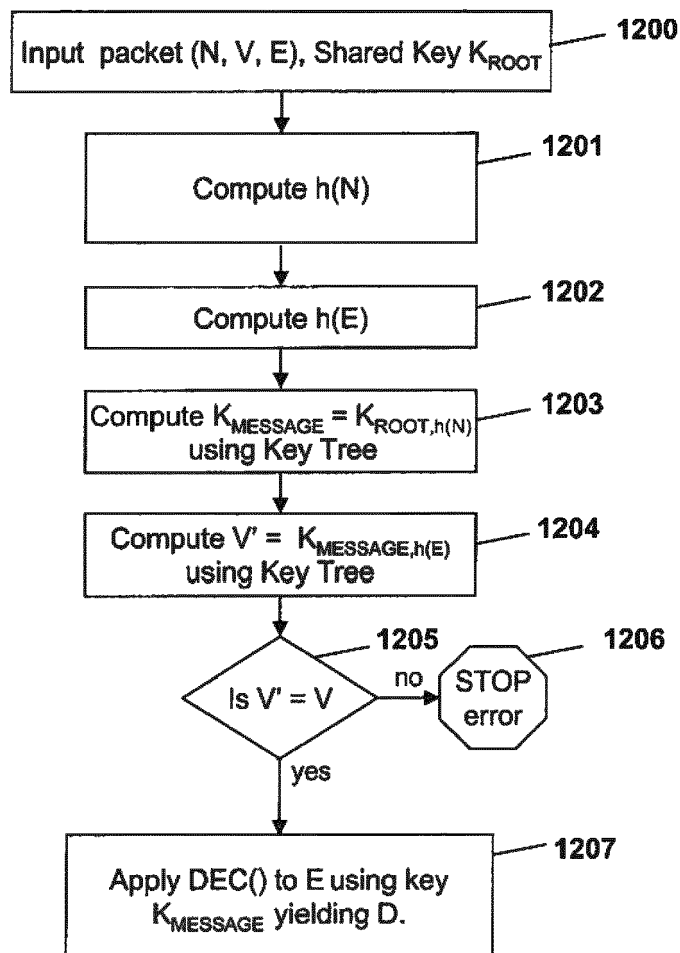 Input packet (N, V, E), Shared Key K_ROOT
1200
1201
Compute h(N)
1202
Compute h(E)
1203
Compute K_MESSAGE = K_ROOT,h(N)
using Key Tree
1204
Compute V' = K_MESSAGE,h(E)
using Key Tree
1205
Is V' = V
no
1206
STOP
error
yes
1207
Apply DEC() to E using key
K_MESSAGE yielding D.